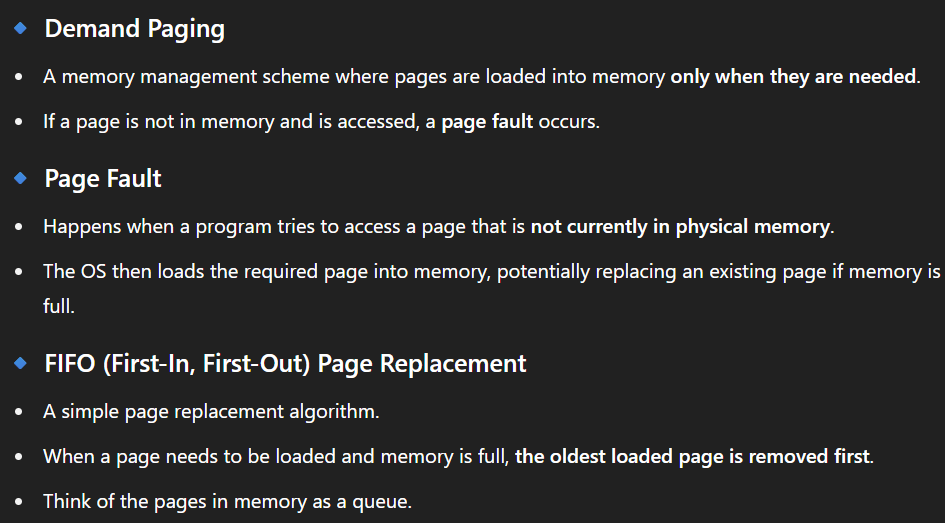 Demand Paging
A memory management scheme where pages are loaded into memory only when they are needed.
If a page is not in memory and is accessed, a page fault occurs.
Page Fault
Happens when a program tries to access a page that is not currently in physical memory.
The OS then loads the required page into memory, potentially replacing an existing page if memory is
full.
FIFO (First-In, First-Out) Page Replacement
A simple page replacement algorithm.
When a page needs to be loaded and memory is full, the oldest loaded page is removed first.
Think of the pages in memory as a queue.